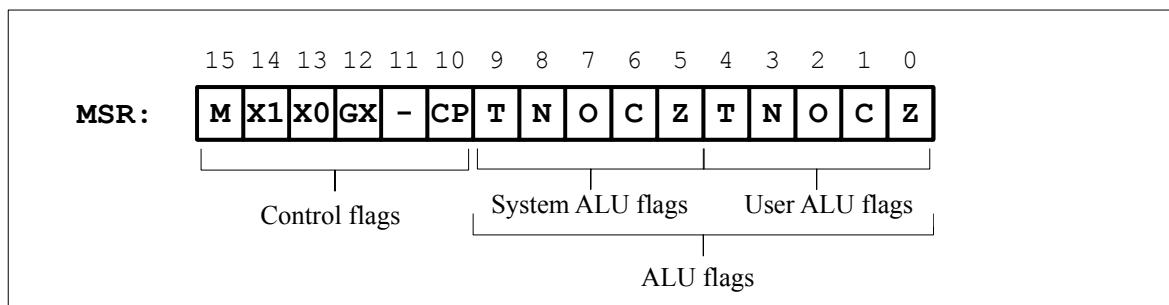 15 14 13 12 11 10 9 8 7 6 5 4 3 2 1 0
MSR: M X1 X0 GX - CP T N O C Z T N O C Z
Control flags System ALU flags User ALU flags
ALU flags